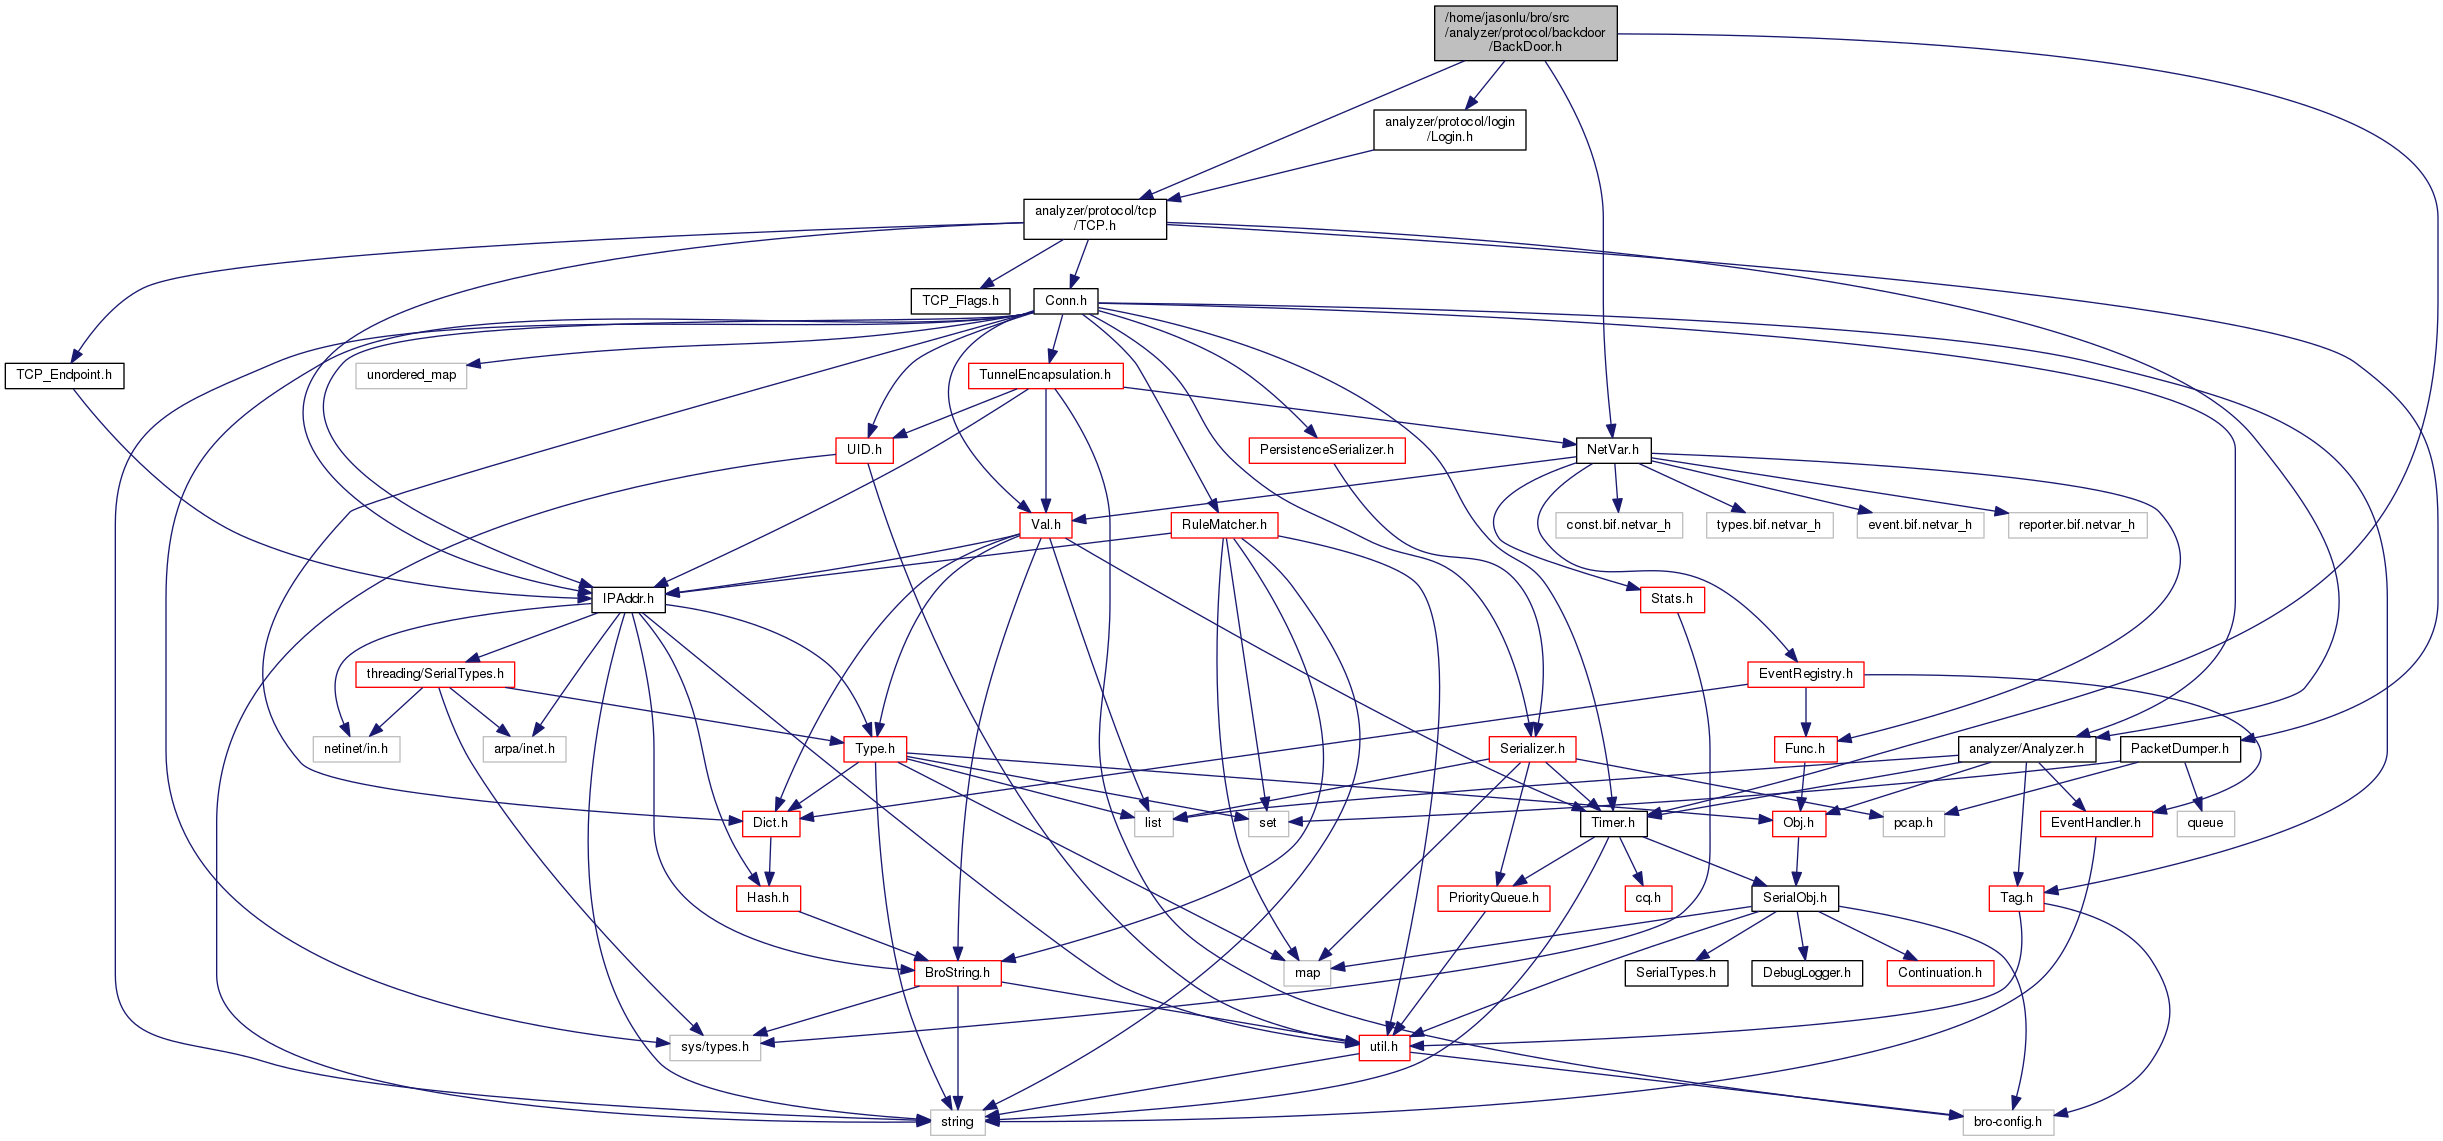 /home/jasonlu/bro/src
/analyzer/protocol/backdoor
/BackDoor.h
analyzer/protocol/login
/Login.h
analyzer/protocol/tcp
/TCP.h
TCP_Flags.h
Conn.h
TCP_Endpoint.h
unordered_map
TunnelEncapsulation.h
UID.h
PersistenceSerializer.h
NetVar.h
Val.h
RuleMatcher.h
const.bif.netvar_h
types.bif.netvar_h
event.bif.netvar_h
reporter.bif.netvar_h
IPAddr.h
Stats.h
threading/SerialTypes.h
EventRegistry.h
netinet/in.h
arpa/inet.h
Type.h
Serializer.h
Func.h
analyzer/Analyzer.h
PacketDumper.h
Dict.h
list
set
Timer.h
Obj.h
pcap.h
EventHandler.h
queue
Hash.h
PriorityQueue.h
cq.h
SerialObj.h
Tag.h
BroString.h
map
SerialTypes.h
DebugLogger.h
Continuation.h
sys/types.h
util.h
string
bro-config.h